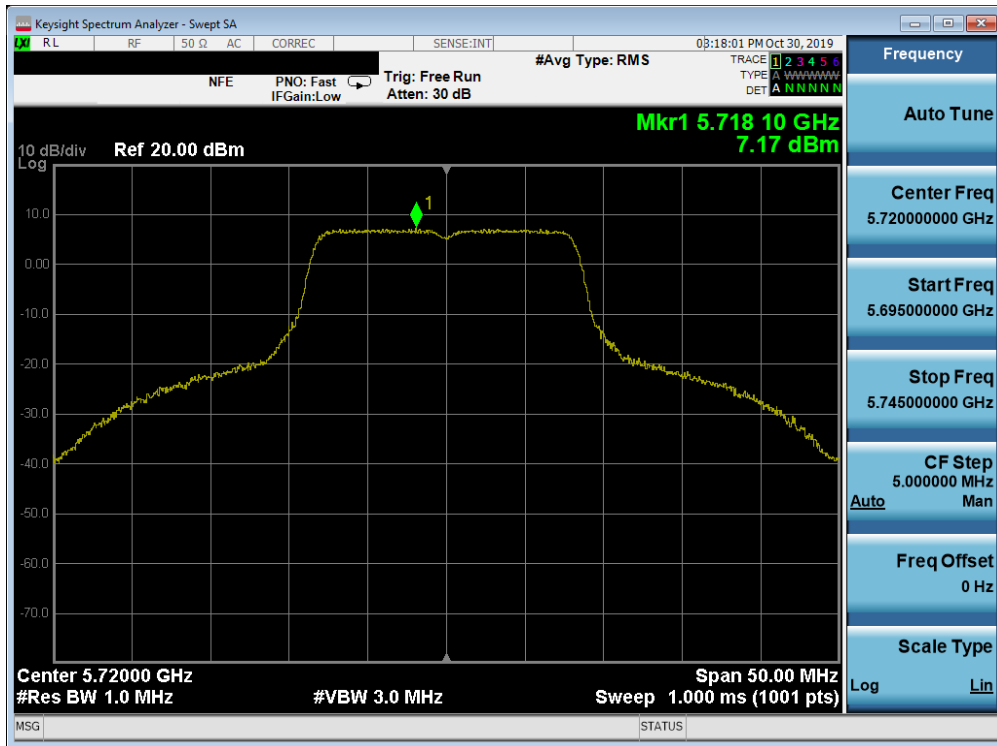 Keysight Spectrum Analyzer - Swept SA
LXI RL RF 50 Ω AC CORREC SENSE:INT 03:18:01 PM Oct 30, 2019
#Avg Type: RMS
TRACE 1 2 3 4 5 6
TYPE A WWWWW
DET A N N N N N
NFE PNO: Fast Trig: Free Run
IFGain:Low Atten: 30 dB
Mkr1 5.718 10 GHz
7.17 dBm
10 dB/div Ref 20.00 dBm
Log
1
10.0
0.00
-10.0
-20.0
-30.0
-40.0
-50.0
-60.0
-70.0
Center 5.72000 GHz Span 50.00 MHz
#Res BW 1.0 MHz #VBW 3.0 MHz Sweep 1.000 ms (1001 pts)
MSG STATUS
Frequency
Auto Tune
Center Freq
5.720000000 GHz
Start Freq
5.695000000 GHz
Stop Freq
5.745000000 GHz
CF Step
5.000000 MHz
Auto Man
Freq Offset
0 Hz
Scale Type
Log Lin